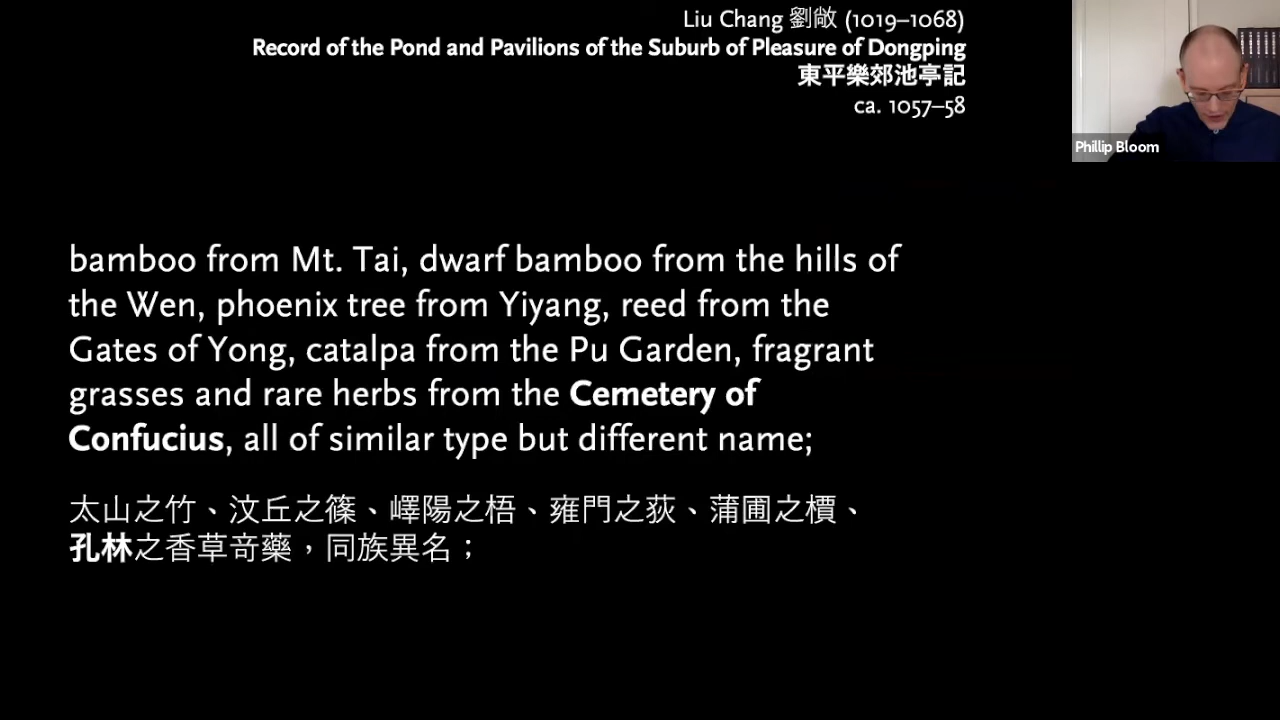 Liu Chang 劉敞 (1019–1068)
Record of the Pond and Pavilions of the Suburb of Pleasure of Dongping
東平樂郊池亭記
ca. 1057–58
Phillip Bloom
bamboo from Mt. Tai, dwarf bamboo from the hills of
the Wen, phoenix tree from Yiyang, reed from the
Gates of Yong, catalpa from the Pu Garden, fragrant
grasses and rare herbs from the Cemetery of
Confucius, all of similar type but different name;
太山之竹、汶丘之篠、嶧陽之梧、雍門之荻、蒲圃之檟、
孔林之香草竒藥，同族異名；